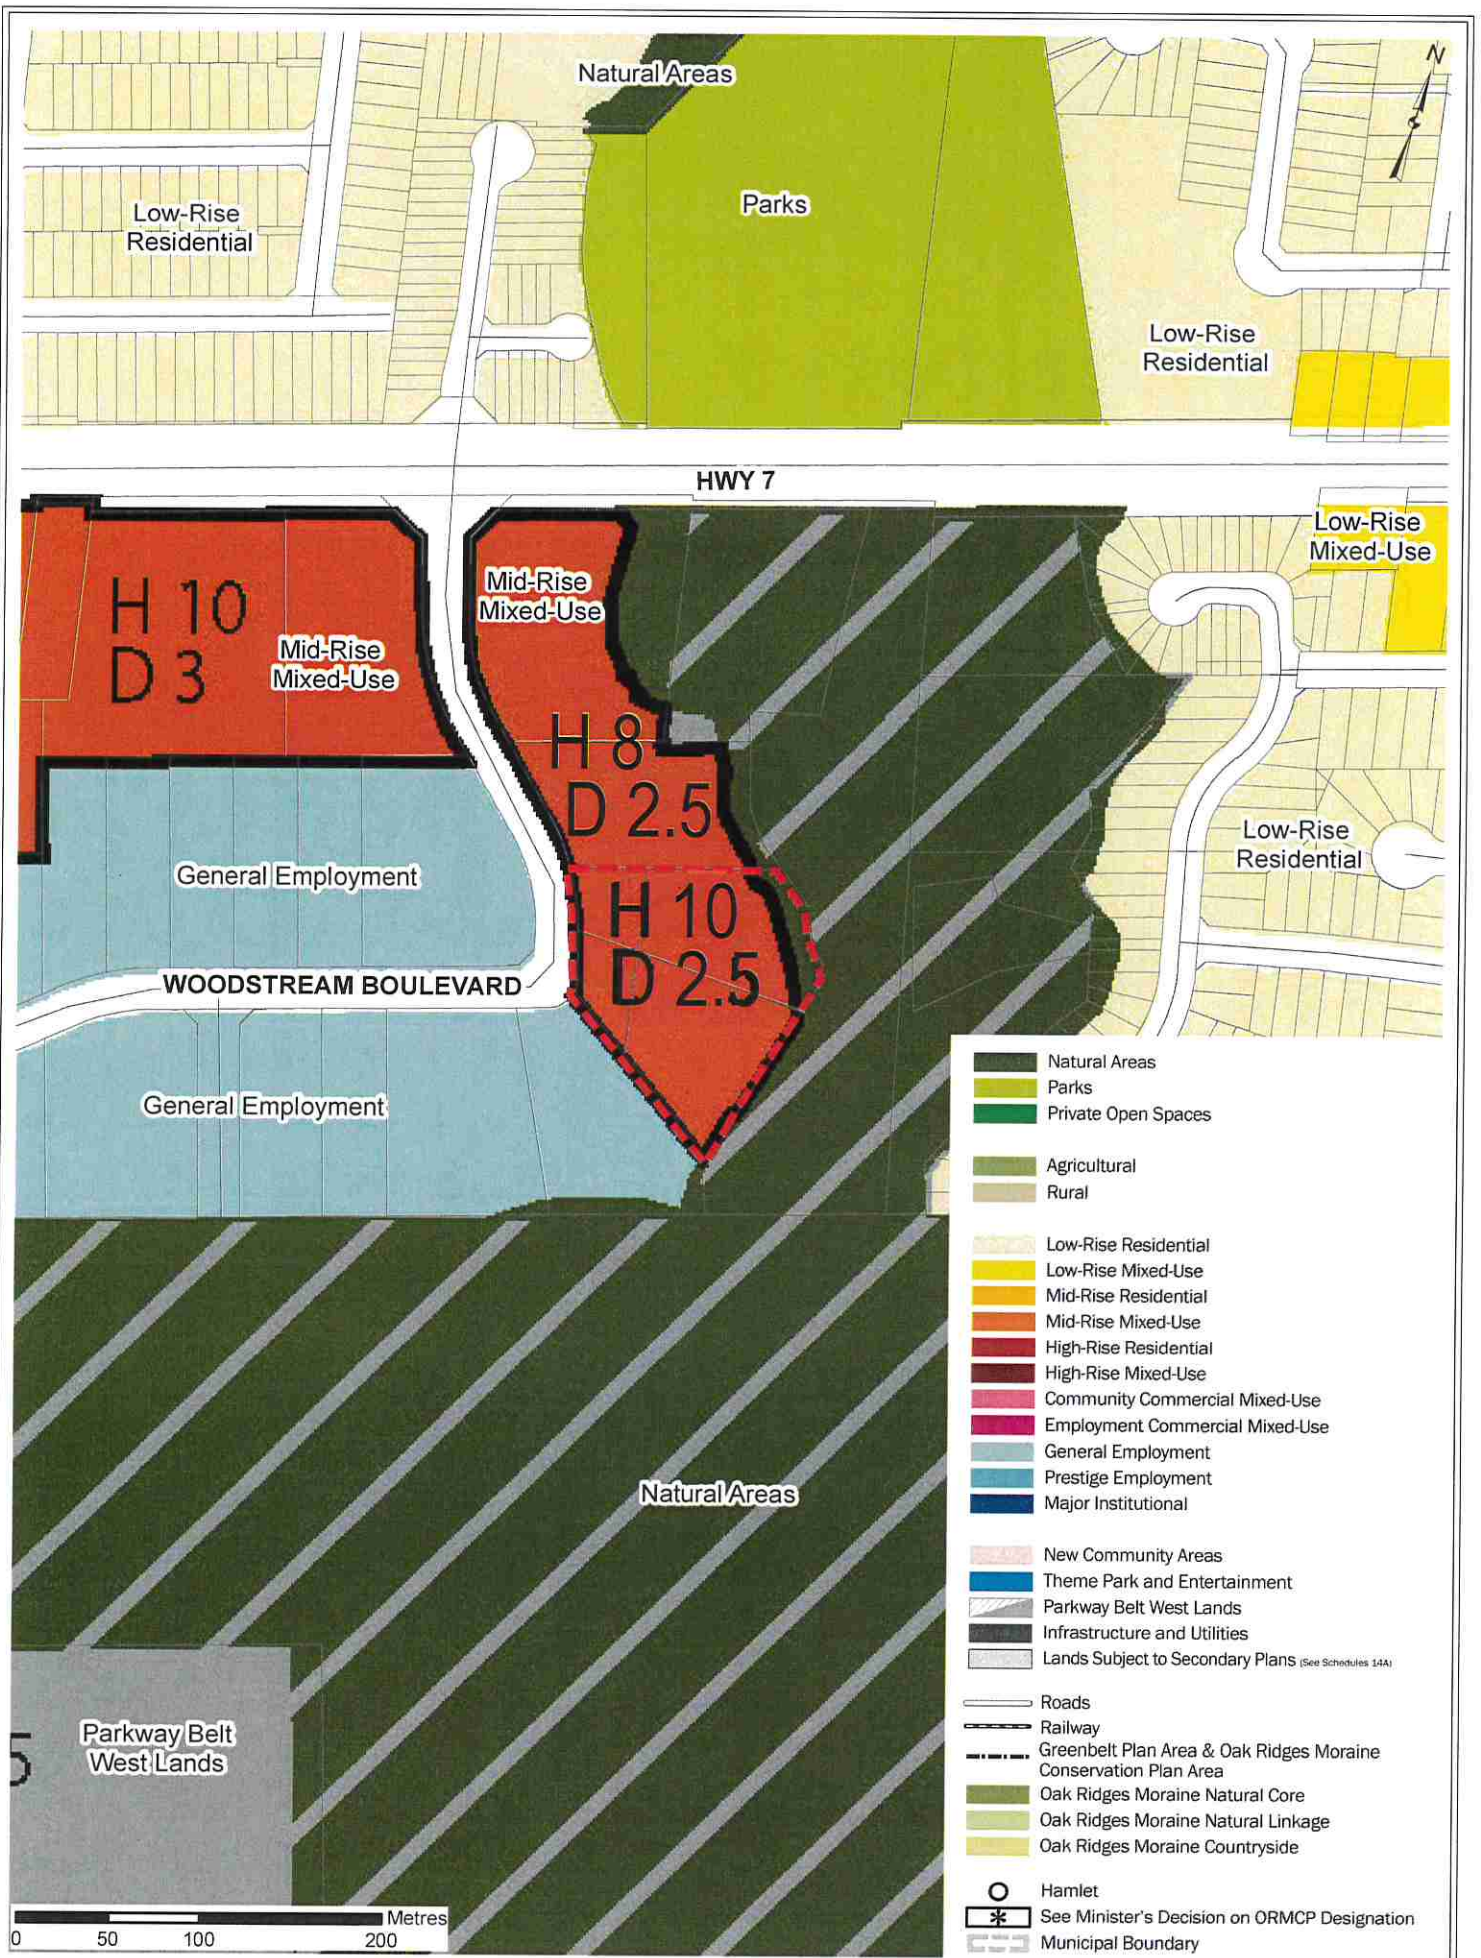 Natural Areas
N
Parks
Low-Rise
Residential
Low-Rise
Residential
HWY 7
Low-Rise
Mixed-Use
Mid-Rise
Mixed-Use
H 10
D 3
Mid-Rise
Mixed-Use
H 8
D 2.5
General Employment
Low-Rise
Residential
H 10
D 2.5
WOODSTREAM BOULEVARD
General Employment
Natural Areas
Parkway Belt
West Lands
5
Metres
0 50 100 200
Natural Areas
Parks
Private Open Spaces
Agricultural
Rural
Low-Rise Residential
Low-Rise Mixed-Use
Mid-Rise Residential
Mid-Rise Mixed-Use
High-Rise Residential
High-Rise Mixed-Use
Community Commercial Mixed-Use
Employment Commercial Mixed-Use
General Employment
Prestige Employment
Major Institutional
New Community Areas
Theme Park and Entertainment
Parkway Belt West Lands
Infrastructure and Utilities
Lands Subject to Secondary Plans (See Schedules 14A)
Roads
Railway
Greenbelt Plan Area & Oak Ridges Moraine
Conservation Plan Area
Oak Ridges Moraine Natural Core
Oak Ridges Moraine Natural Linkage
Oak Ridges Moraine Countryside
Hamlet
See Minister's Decision on ORMCP Designation
Municipal Boundary